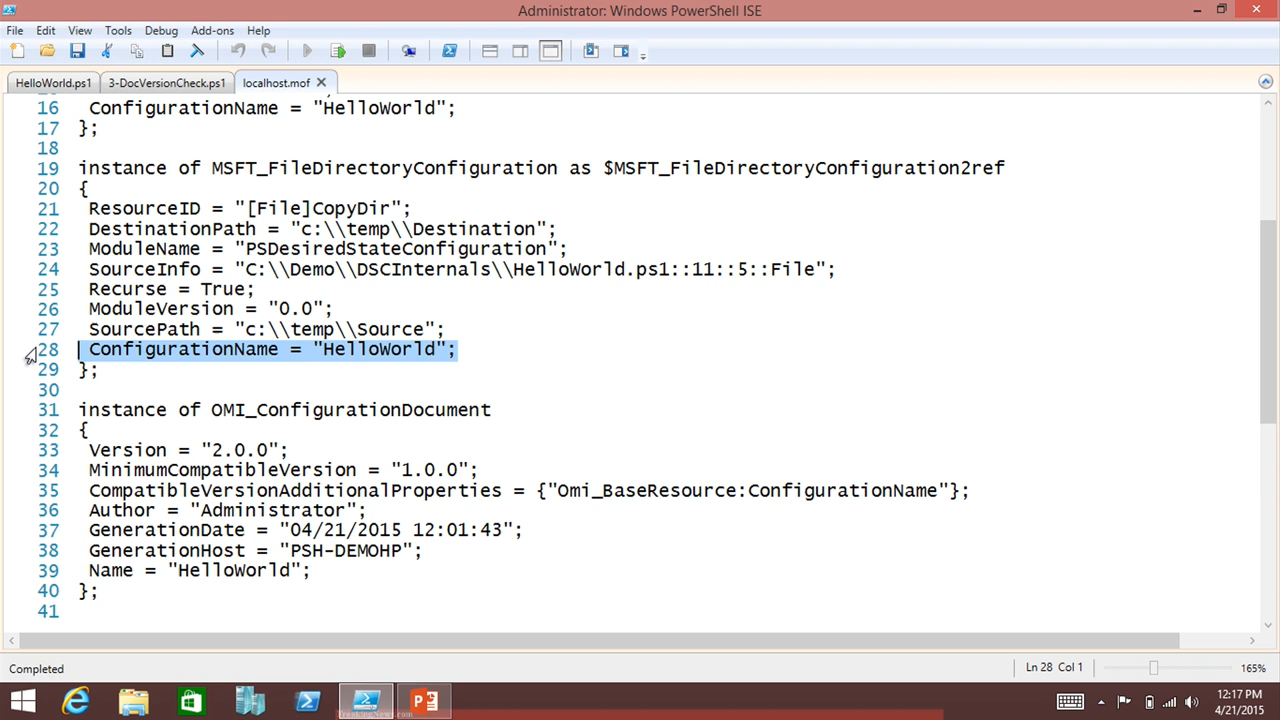 Administrator: Windows PowerShell ISE
File Edit View Tools Debug Add-ons Help
HelloWorld.ps1 3-DocVersionCheck.ps1 localhost.mof
16 ConfigurationName = "HelloWorld";
17 };
18
19 instance of MSFT_FileDirectoryConfiguration as $MSFT_FileDirectoryConfiguration2ref
20 {
21 ResourceID = "[File]CopyDir";
22 DestinationPath = "c:\\temp\\Destination";
23 ModuleName = "PSDesiredStateConfiguration";
24 SourceInfo = "C:\\Demo\\DSCInternals\\HelloWorld.ps1::11::5::File";
25 Recurse = True;
26 ModuleVersion = "0.0";
27 SourcePath = "c:\\temp\\Source";
28 ConfigurationName = "HelloWorld";
29 };
30
31 instance of OMI_ConfigurationDocument
32 {
33 Version = "2.0.0";
34 MinimumCompatibleVersion = "1.0.0";
35 CompatibleVersionAdditionalProperties = {"Omi_BaseResource:ConfigurationName"};
36 Author = "Administrator";
37 GenerationDate = "04/21/2015 12:01:43";
38 GenerationHost = "PSH-DEMOHP";
39 Name = "HelloWorld";
40 };
41
Completed
Ln 28 Col 1
165%
12:17 PM
4/21/2015